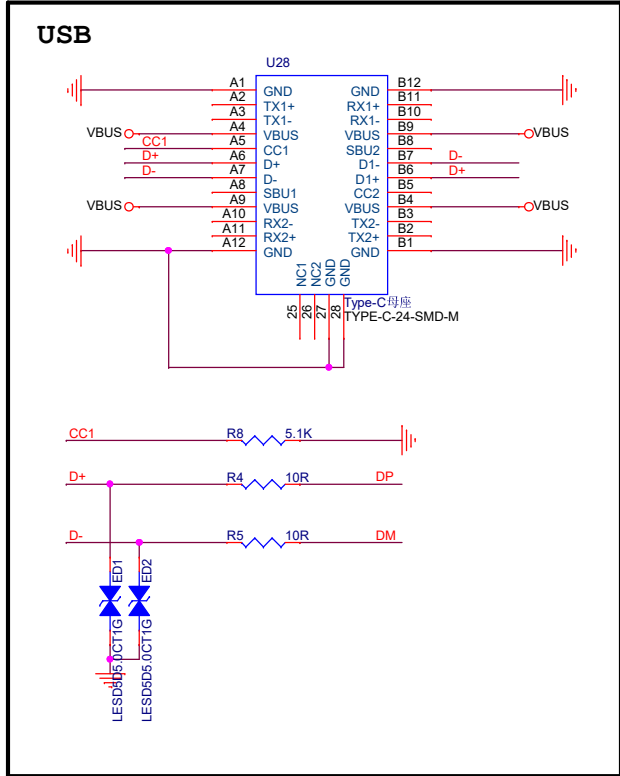 USB
U28
A1 GND GND B12
A2 TX1+ RX1+ B11
A3 TX1- RX1- B10
VBUS A4 VBUS VBUS B9 VBUS
CC1 A5 CC1 SBU2 B8
D+ A6 D+ D1- B7 D-
D- A7 D- D1+ B6 D+
A8 SBU1 CC2 B5
VBUS A9 VBUS VBUS B4 VBUS
A10 RX2- TX2- B3
A11 RX2+ TX2+ B2
A12 GND GND B1
NC1 NC2 GND GND
25 26 27 28
Type-C母座
TYPE-C-24-SMD-M
CC1 R8 5.1K
D+ R4 10R DP
D- R5 10R DM
ED1 ED2
LESD5D5.0CT1G LESD5D5.0CT1G